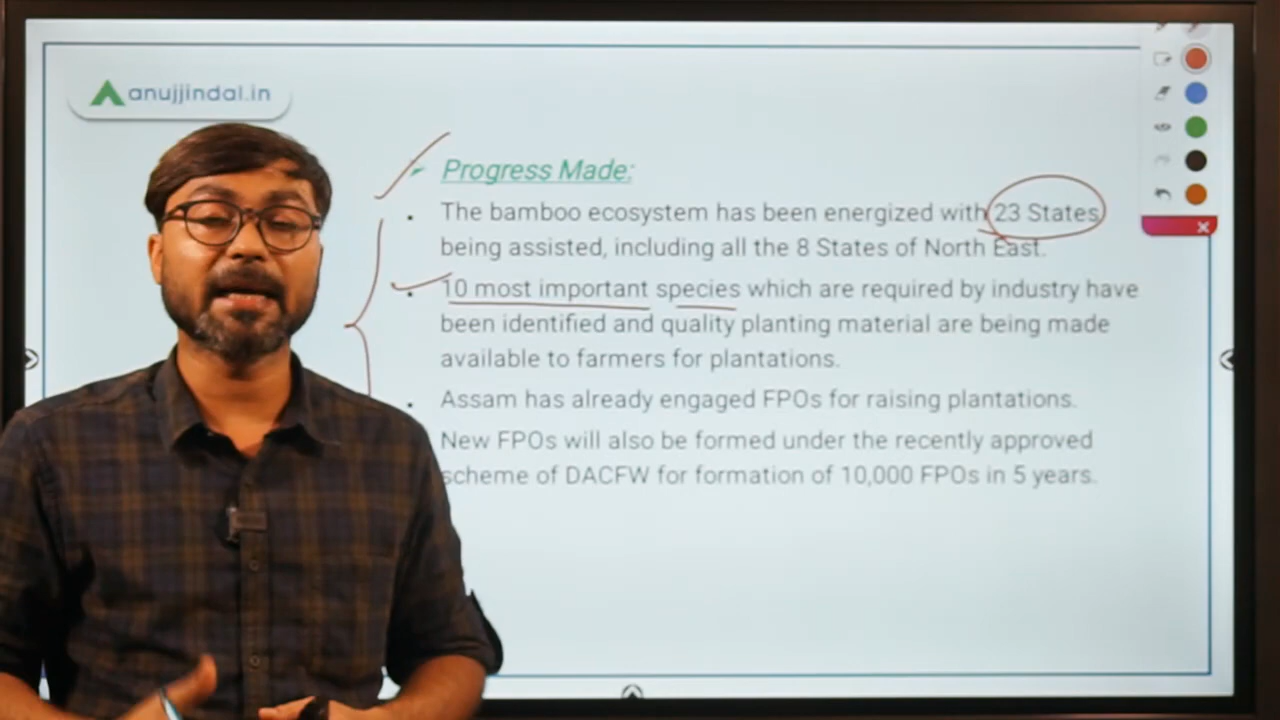 anujjindal.in
Progress Made:
The bamboo ecosystem has been energized with 23 States
being assisted, including all the 8 States of North East.
10 most important species which are required by industry have
been identified and quality planting material are being made
available to farmers for plantations.
Assam has already engaged FPOs for raising plantations.
New FPOs will also be formed under the recently approved
scheme of DACFW for formation of 10,000 FPOs in 5 years.